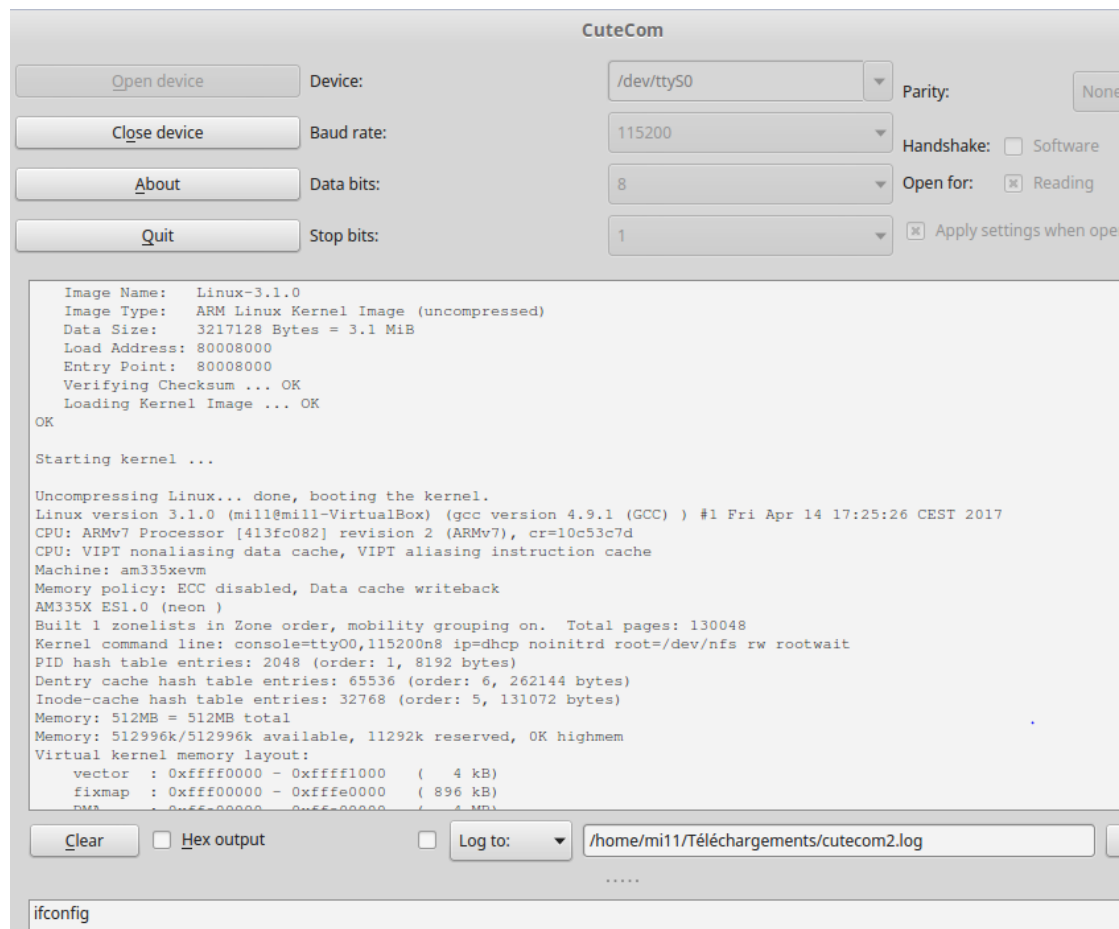 CuteCom
Open device
Device:
/dev/ttyS0
Parity:
None
Close device
Baud rate:
115200
Handshake:
Software
About
Data bits:
8
Open for:
Reading
Quit
Stop bits:
1
Apply settings when ope
Image Name:   Linux-3.1.0
Image Type:   ARM Linux Kernel Image (uncompressed)
Data Size:    3217128 Bytes = 3.1 MiB
Load Address: 80008000
Entry Point:  80008000
Verifying Checksum ... OK
Loading Kernel Image ... OK
OK
Starting kernel ...
Uncompressing Linux... done, booting the kernel.
Linux version 3.1.0 (mi11@mi11-VirtualBox) (gcc version 4.9.1 (GCC) ) #1 Fri Apr 14 17:25:26 CEST 2017
CPU: ARMv7 Processor [413fc082] revision 2 (ARMv7), cr=10c53c7d
CPU: VIPT nonaliasing data cache, VIPT aliasing instruction cache
Machine: am335xevm
Memory policy: ECC disabled, Data cache writeback
AM335X ES1.0 (neon )
Built 1 zonelists in Zone order, mobility grouping on.  Total pages: 130048
Kernel command line: console=ttyO0,115200n8 ip=dhcp noinitrd root=/dev/nfs rw rootwait
PID hash table entries: 2048 (order: 1, 8192 bytes)
Dentry cache hash table entries: 65536 (order: 6, 262144 bytes)
Inode-cache hash table entries: 32768 (order: 5, 131072 bytes)
Memory: 512MB = 512MB total
Memory: 512996k/512996k available, 11292k reserved, 0K highmem
Virtual kernel memory layout:
vector  : 0xffff0000 - 0xffff1000   (   4 kB)
fixmap  : 0xfff00000 - 0xfffe0000   ( 896 kB)
Clear
Hex output
Log to:
/home/mi11/Téléchargements/cutecom2.log
ifconfig